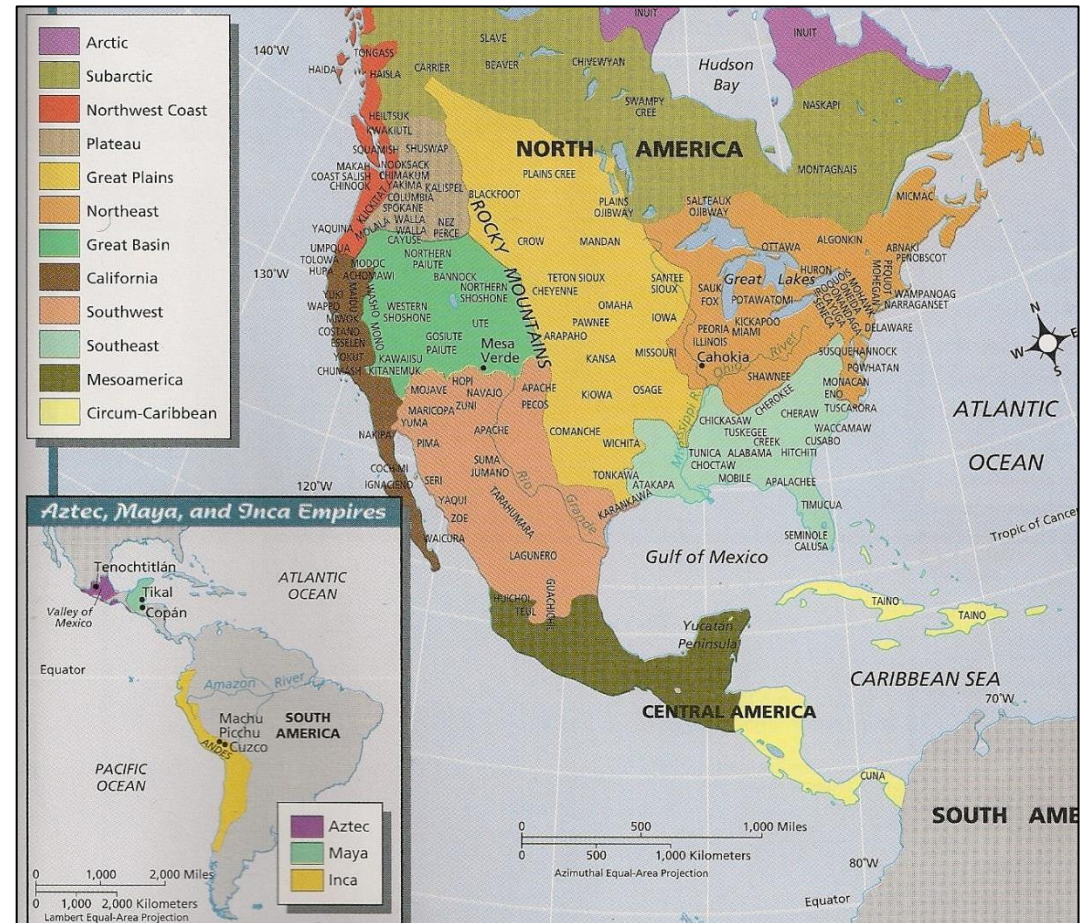 Arctic
Subarctic
Northwest Coast
Plateau
Great Plains
Northeast
Great Basin
California
Southwest
Southeast
Mesoamerica
Circum-Caribbean
140°W
130°W
120°W
INUIT
INUIT
SLAVE
BEAVER
CHIVEWYAN
Hudson
Bay
TONGASS
HAIDA
HAISLA
CARRIER
SWAMPY
CREE
NASKAPI
HEILTSUK
KWAKIUTL
SQUAMISH
SHUSWAP
NORTH AMERICA
MONTAGNAIS
MAKAH
NOOKSACK
COAST SALISH
CHIMAKUM
CHINOOK
YAKIMA
KALISPEL
COLUMBIA
KLICKITAT
SPOKANE
WALLA
WALLA
NEZ
PERCE
MOLALA
CAYUSE
BLACKFOOT
PLAINS CREE
PLAINS
OJIBWAY
SALTEAUX
OJIBWAY
MICMAC
ROCKY MOUNTAINS
YAQUINA
UMPQUA
TOLOWA
HUPA
MODOC
ACHOMAWI
NORTHERN
PAIUTE
BANNOCK
NORTHERN
SHOSHONE
CROW
MANDAN
OTTAWA
ALGONKIN
ABNAKI
PENOBSCOT
TETON SIOUX
CHEYENNE
SANTEE
SIOUX
Great Lakes
HURON
PEQUOT
MOHEGAN
IROQUOIS
MOHAWK
ONEIDA
ONONDAGA
CAYUGA
SENECA
WAMPANOAG
NARRAGANSET
YUKI
WAPPO
MIWOK
COSTANO
ESSELEN
YOKUT
CHUMASH
MAIDU
WASHO
MONO
WESTERN
SHOSHONE
UTE
GOSIUTE
PAIUTE
KAWAIISU
KITANEMUK
Mesa
Verde
OMAHA
PAWNEE
ARAPAHO
IOWA
SAUK
FOX
POTAWATOMI
KICKAPOO
MIAMI
PEORIA
ILLINOIS
DELAWARE
KANSA
MISSOURI
Cahokia
Ohio River
SUSQUEHANNOCK
POWHATAN
SHAWNEE
N
W
E
S
MOJAVE
HOPI
NAVAJO
ZUNI
APACHE
PECOS
KIOWA
OSAGE
MARICOPA
YUMA
CHEROKEE
MONACAN
ENO
TUSCARORA
NAKIPA
PIMA
APACHE
COMANCHE
WICHITA
Mississippi R.
CHICKASAW
CHERAW
WACCAMAW
TUSKEGEE
CREEK
CUSABO
TUNICA
ALABAMA
HITCHITI
CHOCTAW
ATLANTIC
OCEAN
COCHIMI
IGNACIENO
SERI
SUMA
JUMANO
TONKAWA
ATAKAPA
MOBILE
APALACHEE
YAQUI
ZOE
TARAHUMARA
Rio Grande
KARANKAWA
TIMUCUA
WAICURA
SEMINOLE
CALUSA
Tropic of Cancer
LAGUNERO
Gulf of Mexico
HUICHOL
TEUL
GUACHICHIL
TAINO
TAINO
Yucatan
Peninsula
CARIBBEAN SEA
70°W
CENTRAL AMERICA
CUNA
SOUTH AME
0 500 1,000 Miles
0 500 1,000 Kilometers
Azimuthal Equal-Area Projection
80°W
Equator
Aztec, Maya, and Inca Empires
Tenochtitlán
Tikal
Copán
Valley of
Mexico
ATLANTIC
OCEAN
Equator
Amazon River
Machu
Picchu
Cuzco
SOUTH
AMERICA
ANDES
PACIFIC
OCEAN
Aztec
Maya
Inca
0 1,000 2,000 Miles
0 1,000 2,000 Kilometers
Lambert Equal-Area Projection